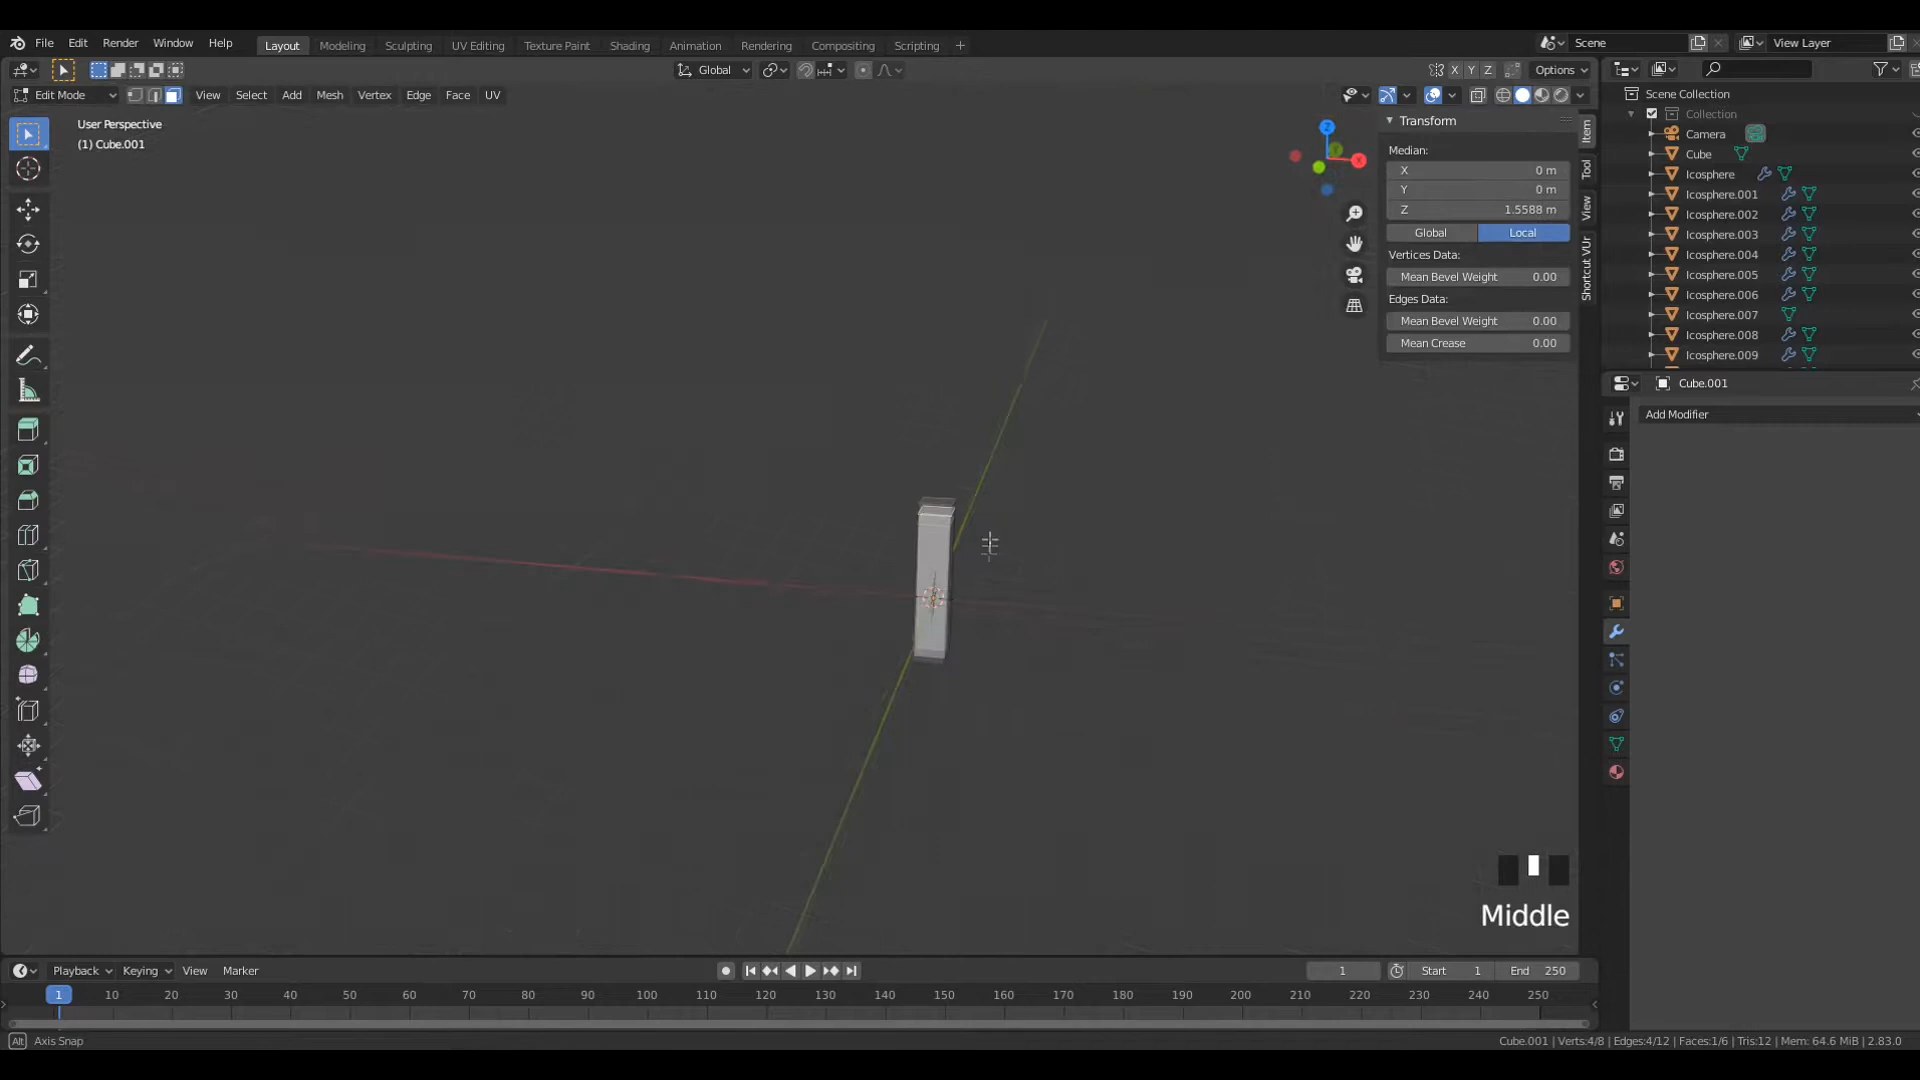 File Edit Render Window Help Layout Modeling Sculpting UV Editing Texture Paint Shading Animation Rendering Compositing Scripting + Scene View Layer
Global X Y Z Options
Edit Mode View Select Add Mesh Vertex Edge Face UV
User Perspective
(1) Cube.001
Z
X
Y
Transform
Median:
X 0 m
Y 0 m
Z 1.5588 m
Global Local
Vertices Data:
Mean Bevel Weight 0.00
Edges Data:
Mean Bevel Weight 0.00
Mean Crease 0.00
Item
Tool
View
Shortcut VUr
Scene Collection
Collection
Camera
Cube
Icosphere
Icosphere.001
Icosphere.002
Icosphere.003
Icosphere.004
Icosphere.005
Icosphere.006
Icosphere.007
Icosphere.008
Icosphere.009
Cube.001
Add Modifier
Middle
Playback Keying View Marker 1 Start 1 End 250
1 10 20 30 40 50 60 70 80 90 100 110 120 130 140 150 160 170 180 190 200 210 220 230 240 250
Alt Axis Snap
Cube.001 | Verts:4/8 | Edges:4/12 | Faces:1/6 | Tris:12 | Mem: 64.6 MiB | 2.83.0